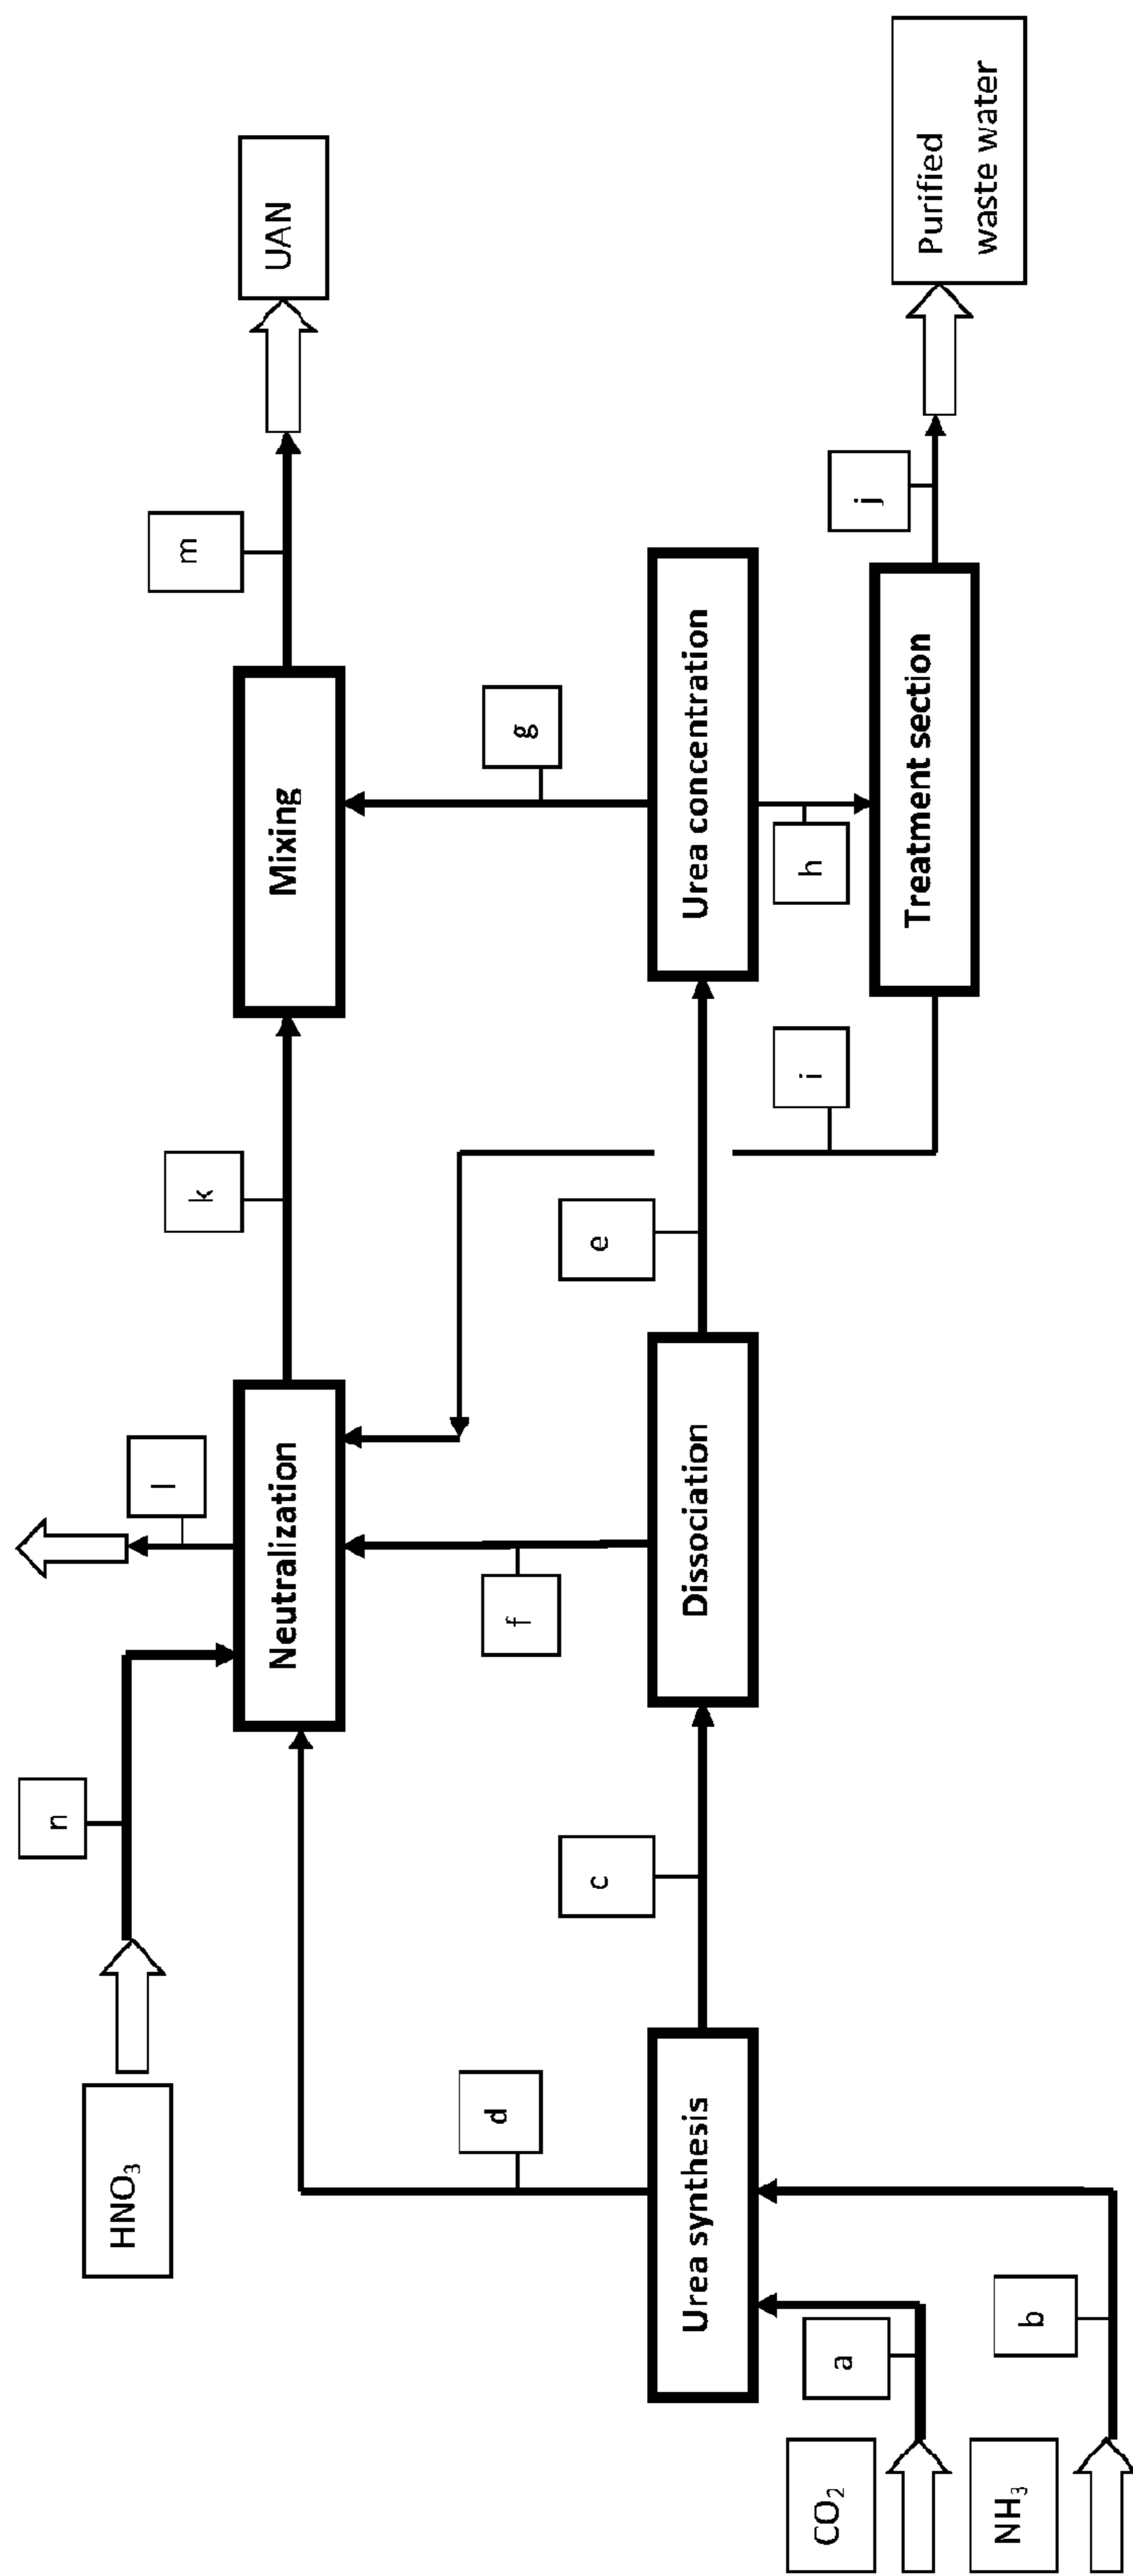 HNO3
n
l
k
m
UAN
Neutralization
Mixing
d
f
g
c
e
Urea synthesis
Dissociation
Urea concentration
CO2
a
i
h
j
NH3
b
Treatment section
Purified
waste water